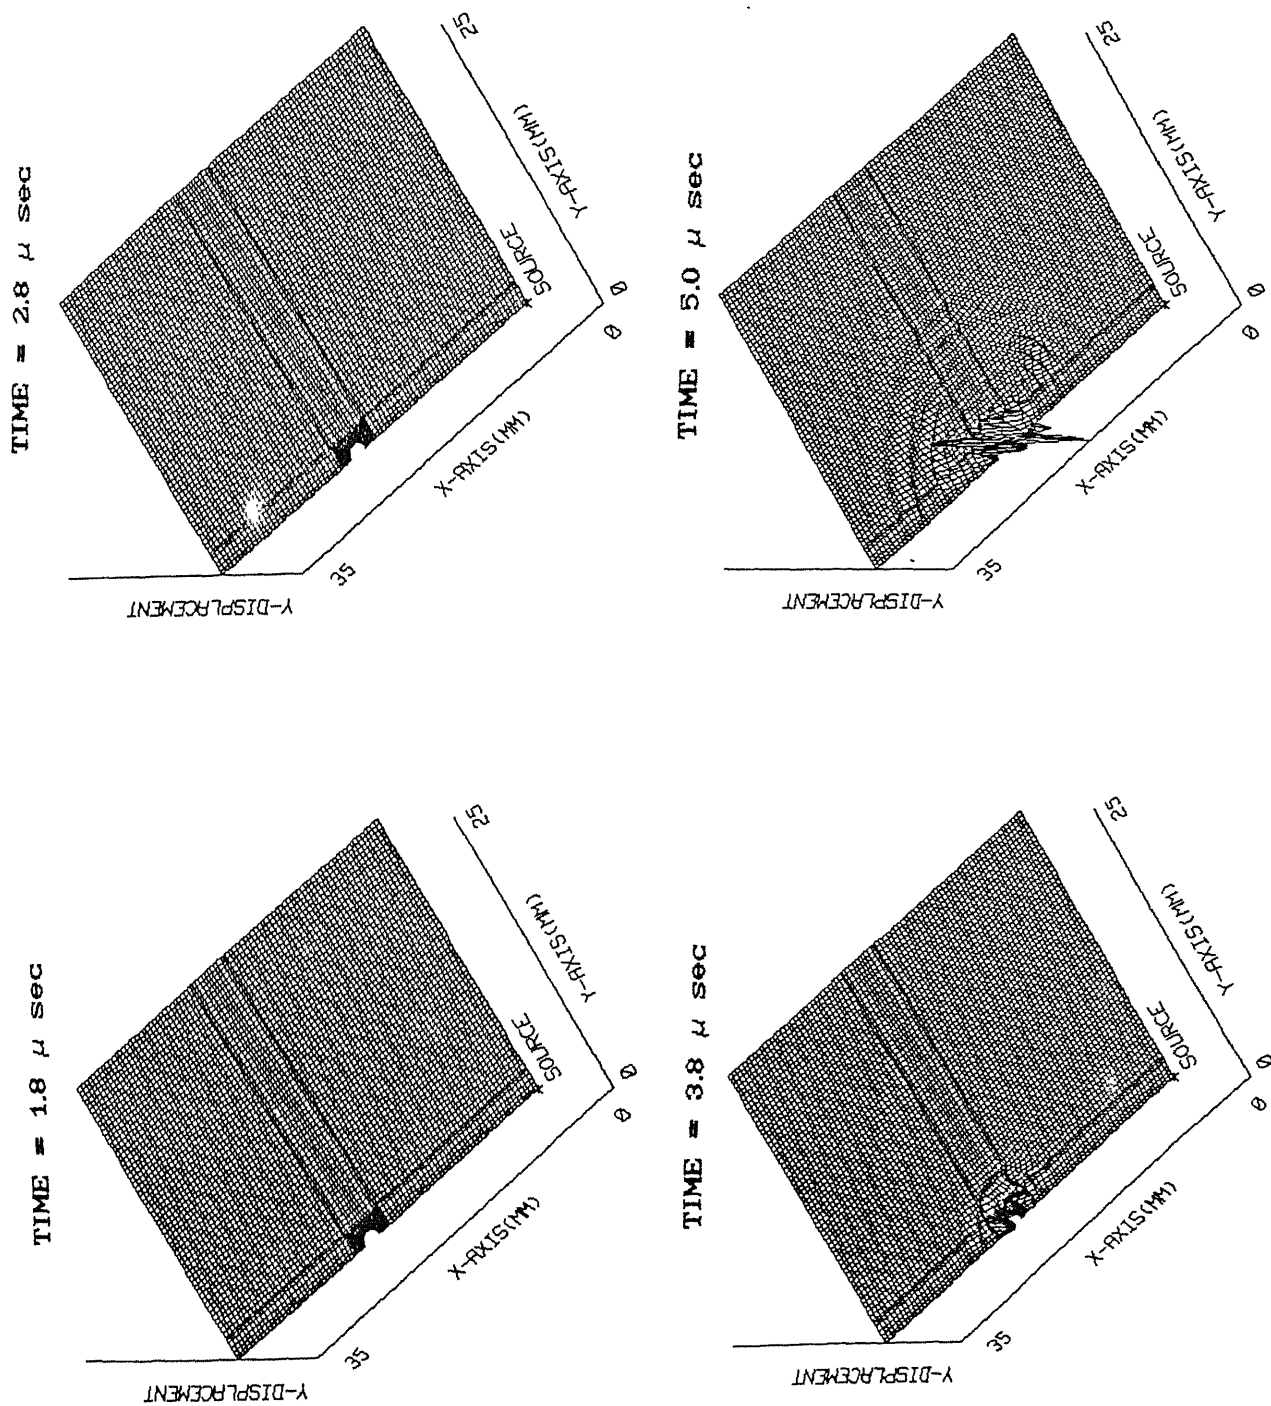 TIME = 1.8 μ sec
Y-DISPLACEMENT
35
X-AXIS(MM)
0
0
Y-AXIS(MM)
25
SOURCE
TIME = 2.8 μ sec
Y-DISPLACEMENT
35
X-AXIS(MM)
0
0
Y-AXIS(MM)
25
SOURCE
TIME = 3.8 μ sec
Y-DISPLACEMENT
35
X-AXIS(MM)
0
0
Y-AXIS(MM)
25
SOURCE
TIME = 5.0 μ sec
Y-DISPLACEMENT
35
X-AXIS(MM)
0
0
Y-AXIS(MM)
25
SOURCE